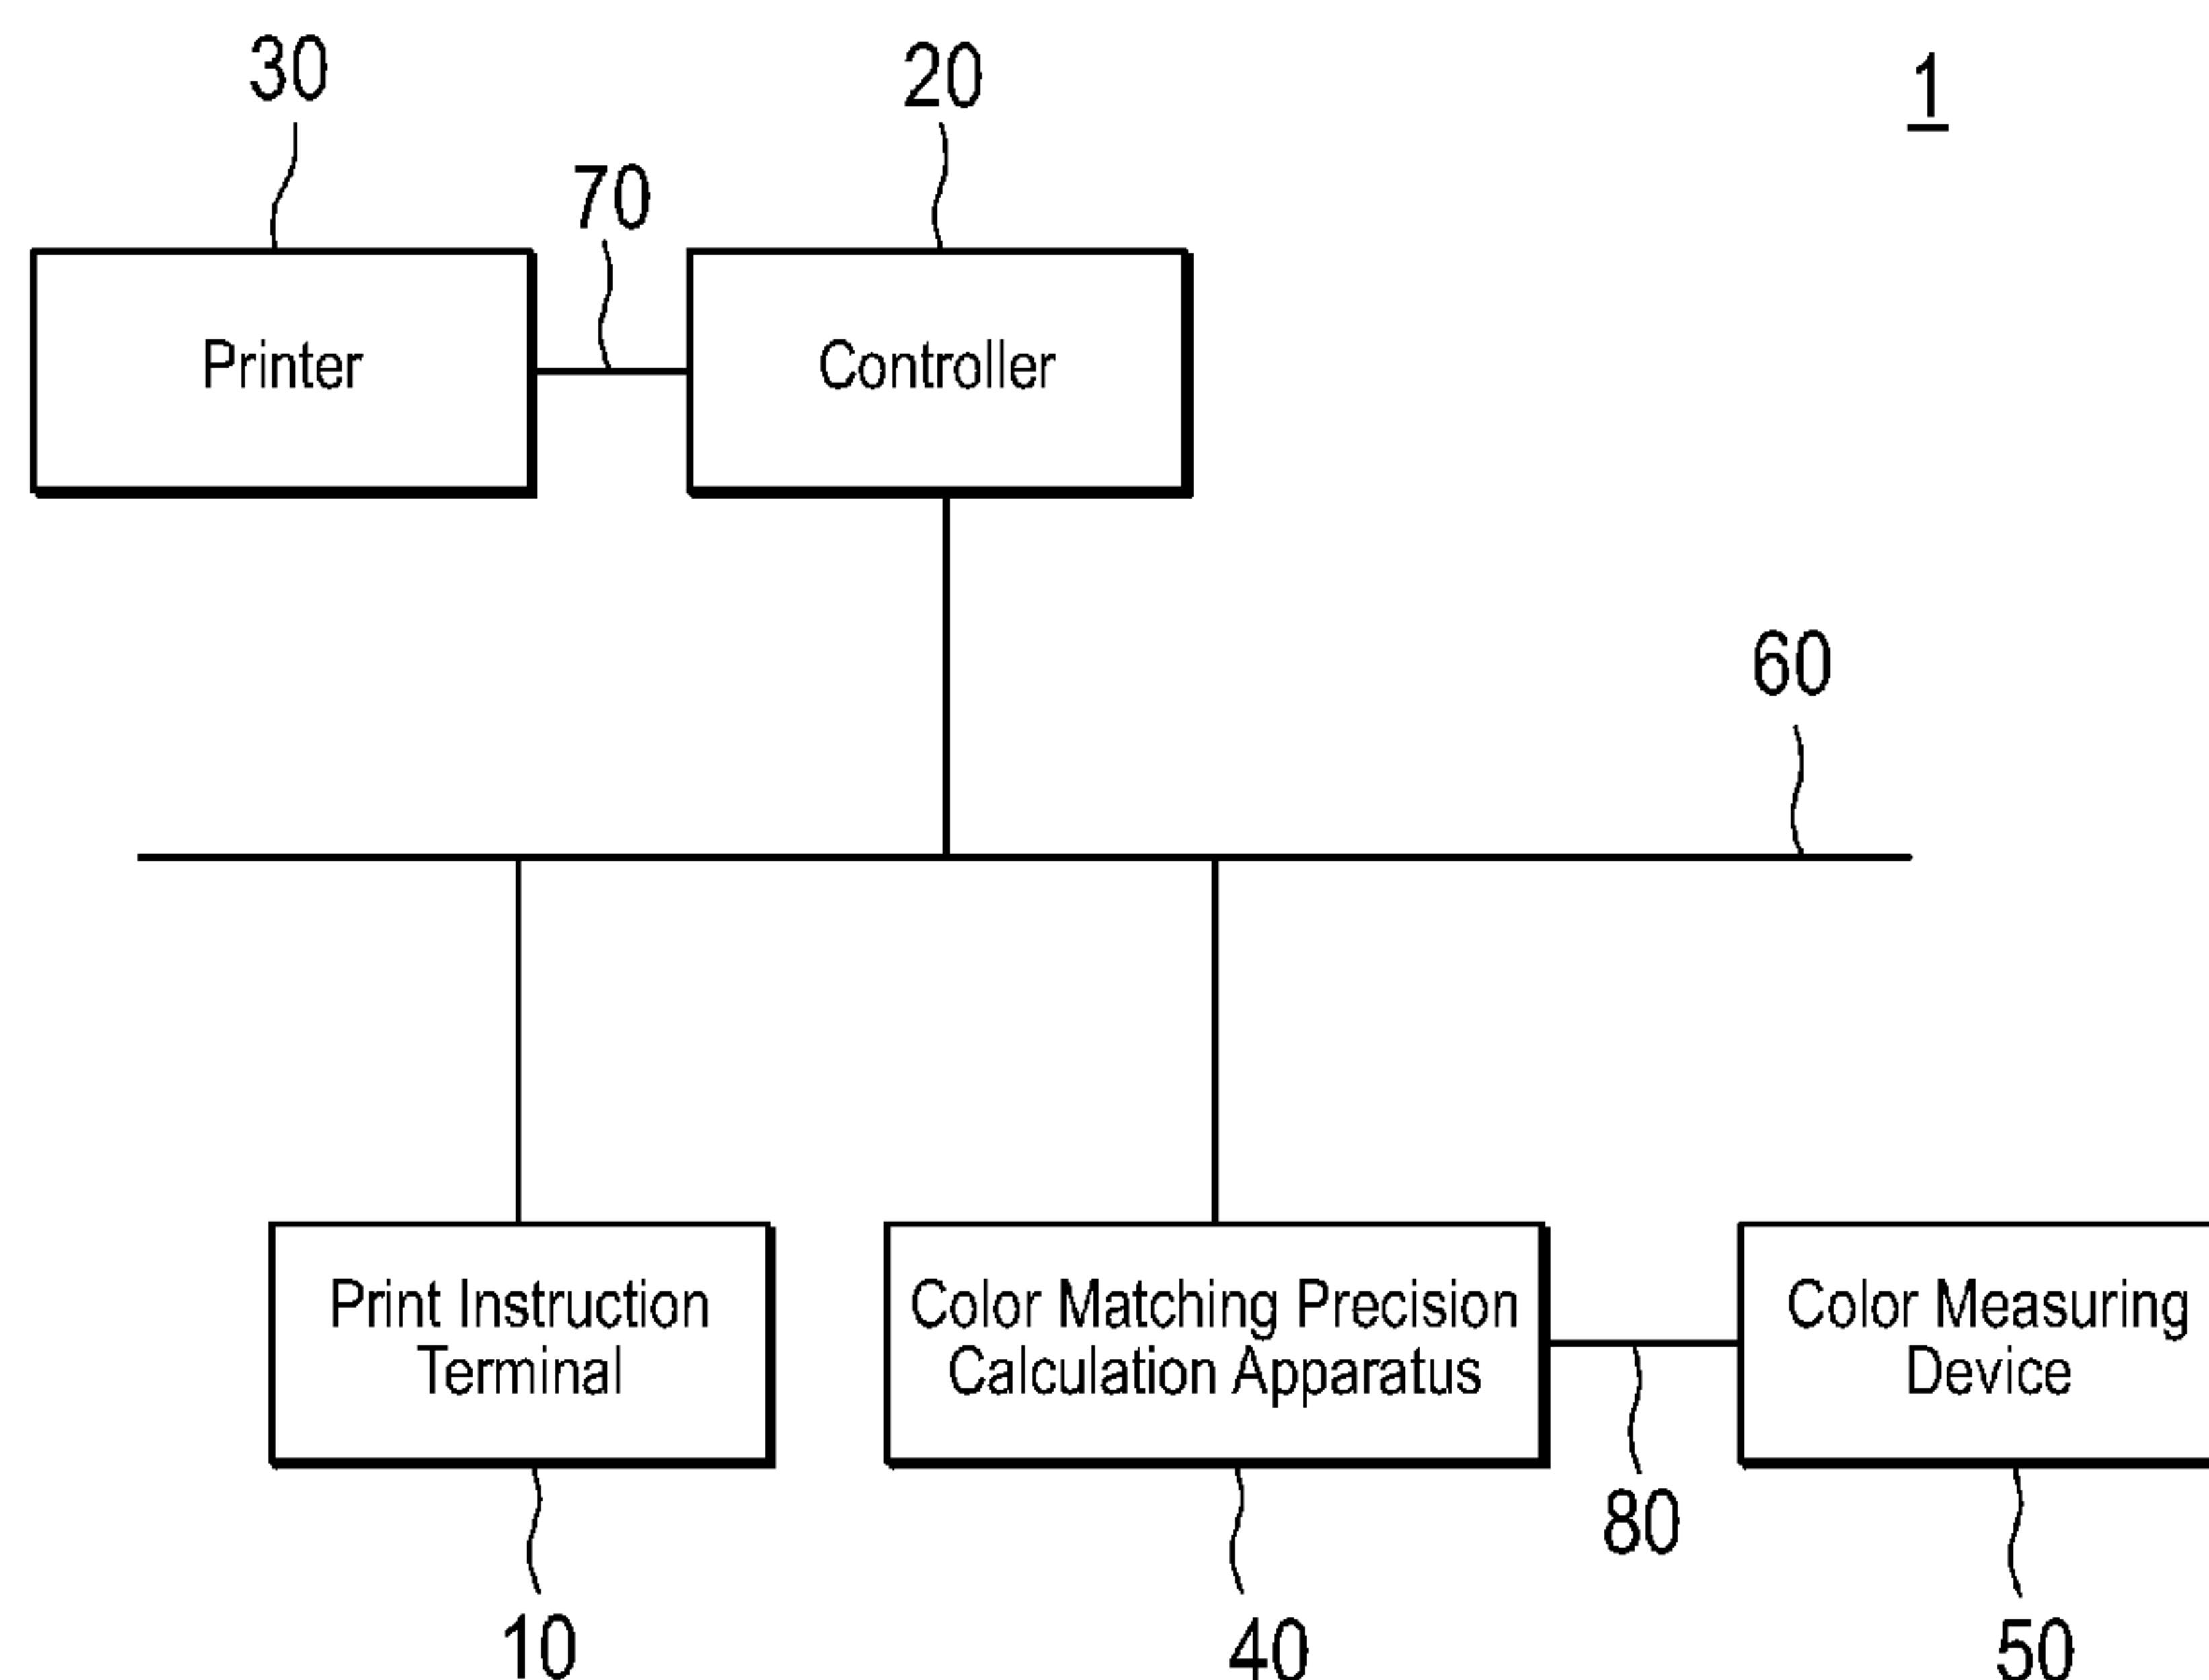 30
20
1
70
Printer
Controller
60
Print Instruction
Terminal
Color Matching Precision
Calculation Apparatus
Color Measuring
Device
80
10
40
50